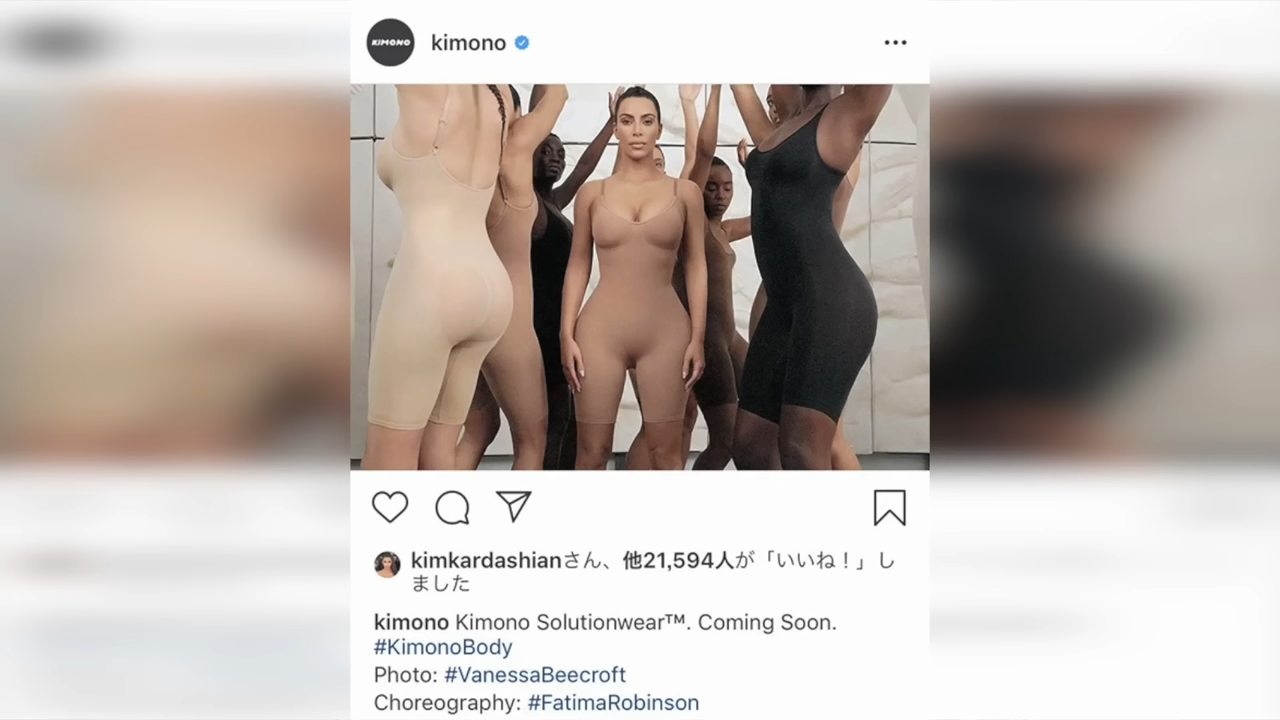 KIMONO
kimono
kimkardashianさん、他21,594人が「いいね！」し
ました
kimono Kimono Solutionwear™. Coming Soon.
#KimonoBody
Photo: #VanessaBeecroft
Choreography: #FatimaRobinson